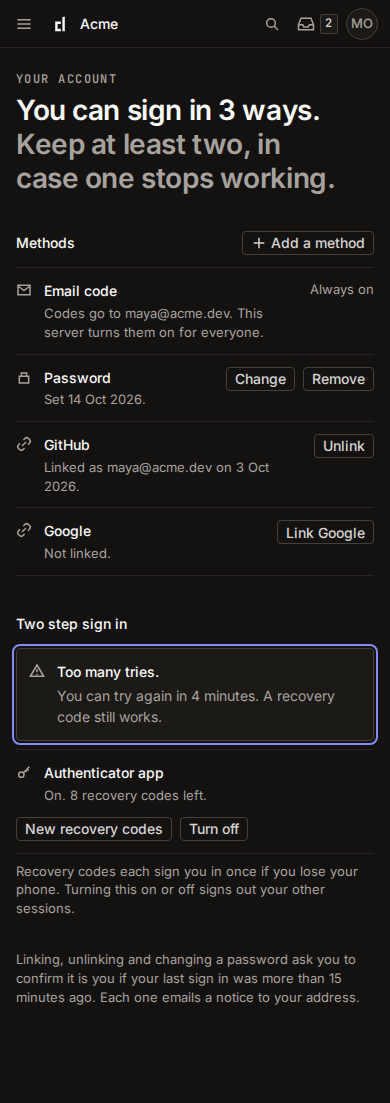 Acme
2
MO
YOUR ACCOUNT
You can sign in 3 ways.
Keep at least two, in
case one stops working.
Methods
Add a method
Email code
Always on
Codes go to maya@acme.dev. This
server turns them on for everyone.
Password
Change
Remove
Set 14 Oct 2026.
GitHub
Unlink
Linked as maya@acme.dev on 3 Oct
2026.
Google
Link Google
Not linked.
Two step sign in
Too many tries.
You can try again in 4 minutes. A recovery
code still works.
Authenticator app
On. 8 recovery codes left.
New recovery codes
Turn off
Recovery codes each sign you in once if you lose your
phone. Turning this on or off signs out your other
sessions.
Linking, unlinking and changing a password ask you to
confirm it is you if your last sign in was more than 15
minutes ago. Each one emails a notice to your address.